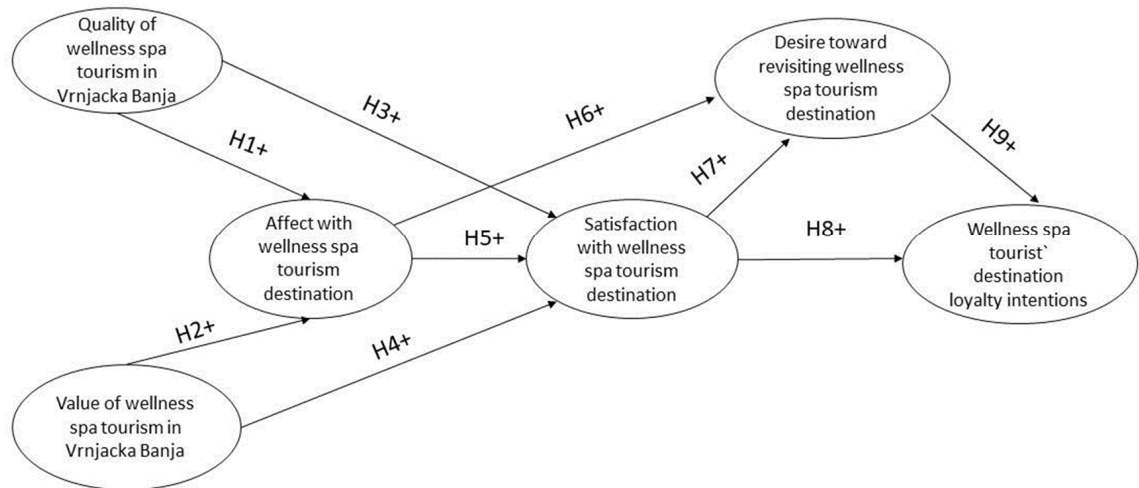 Quality of
wellness spa
tourism in
Vrnjacka Banja
Desire toward
revisiting wellness
spa tourism
destination
H3+
H6+
H1+
H9+
H7+
Affect with
wellness spa
tourism
destination
H5+
Satisfaction
with wellness
spa tourism
destination
H8+
Wellness spa
tourist`
destination
loyalty intentions
H2+
H4+
Value of wellness
spa tourism in
Vrnjacka Banja